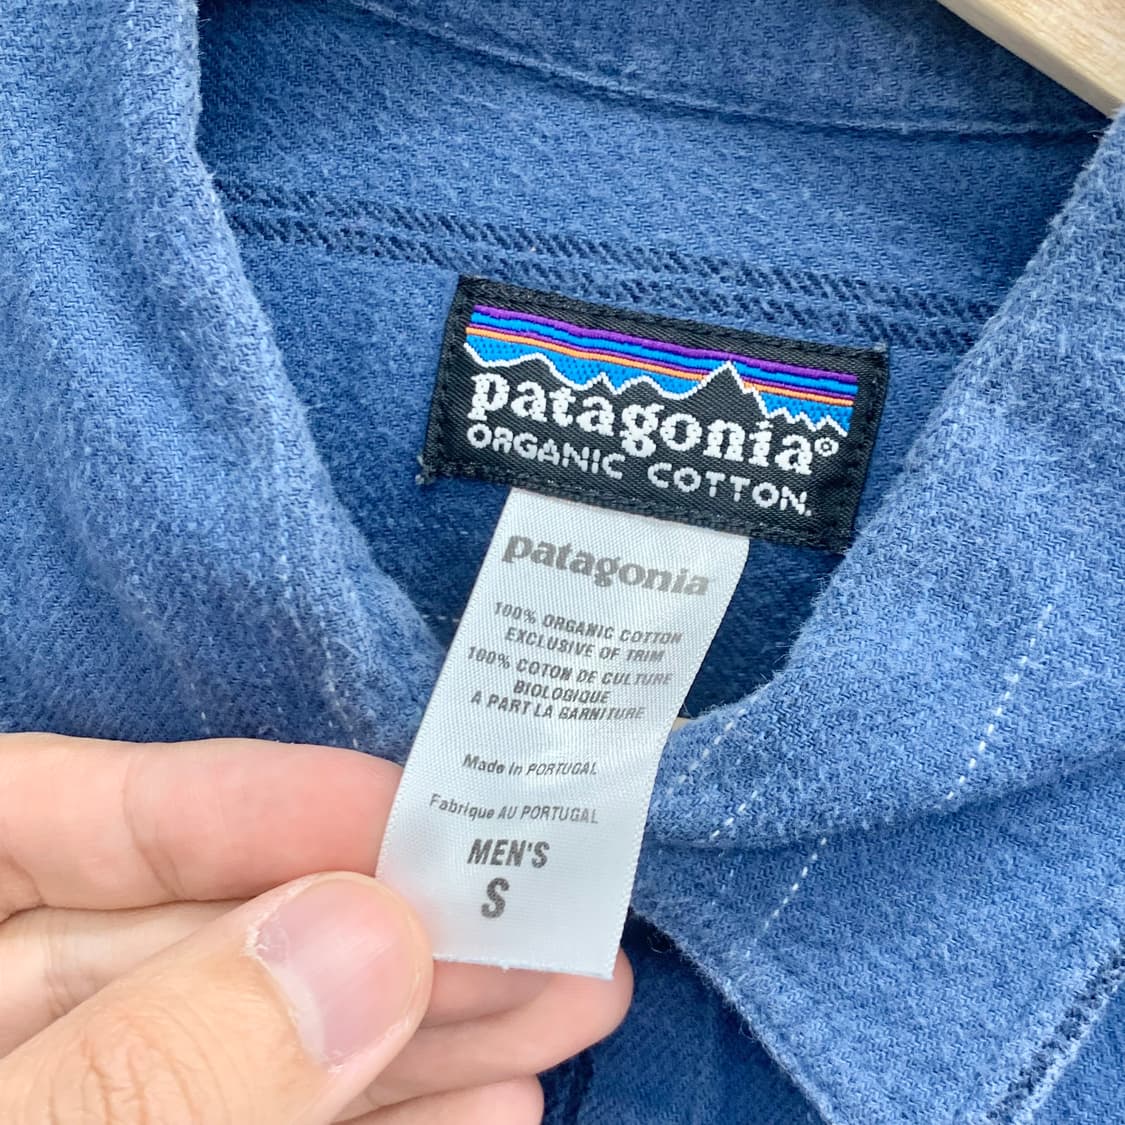 patagonia®
ORGANIC COTTON.
patagonia
100% ORGANIC COTTON
EXCLUSIVE OF TRIM
100% COTON DE CULTURE
BIOLOGIQUE
A PART LA GARNITURE
Made in PORTUGAL
Fabrique AU PORTUGAL
MEN'S
S